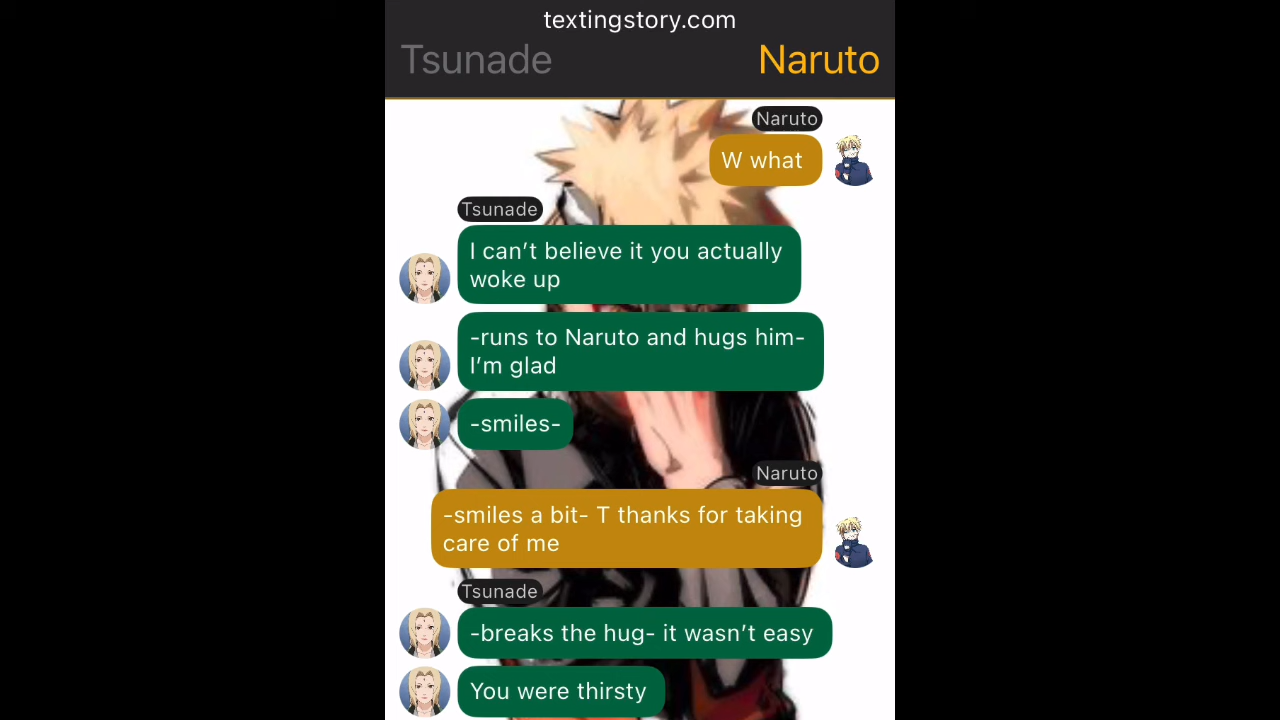 textingstory.com
Tsunade
Naruto
Naruto
W what
Tsunade
I can’t believe it you actually
woke up
-runs to Naruto and hugs him-
I’m glad
-smiles-
Naruto
-smiles a bit- T thanks for taking
care of me
Tsunade
-breaks the hug- it wasn’t easy
You were thirsty